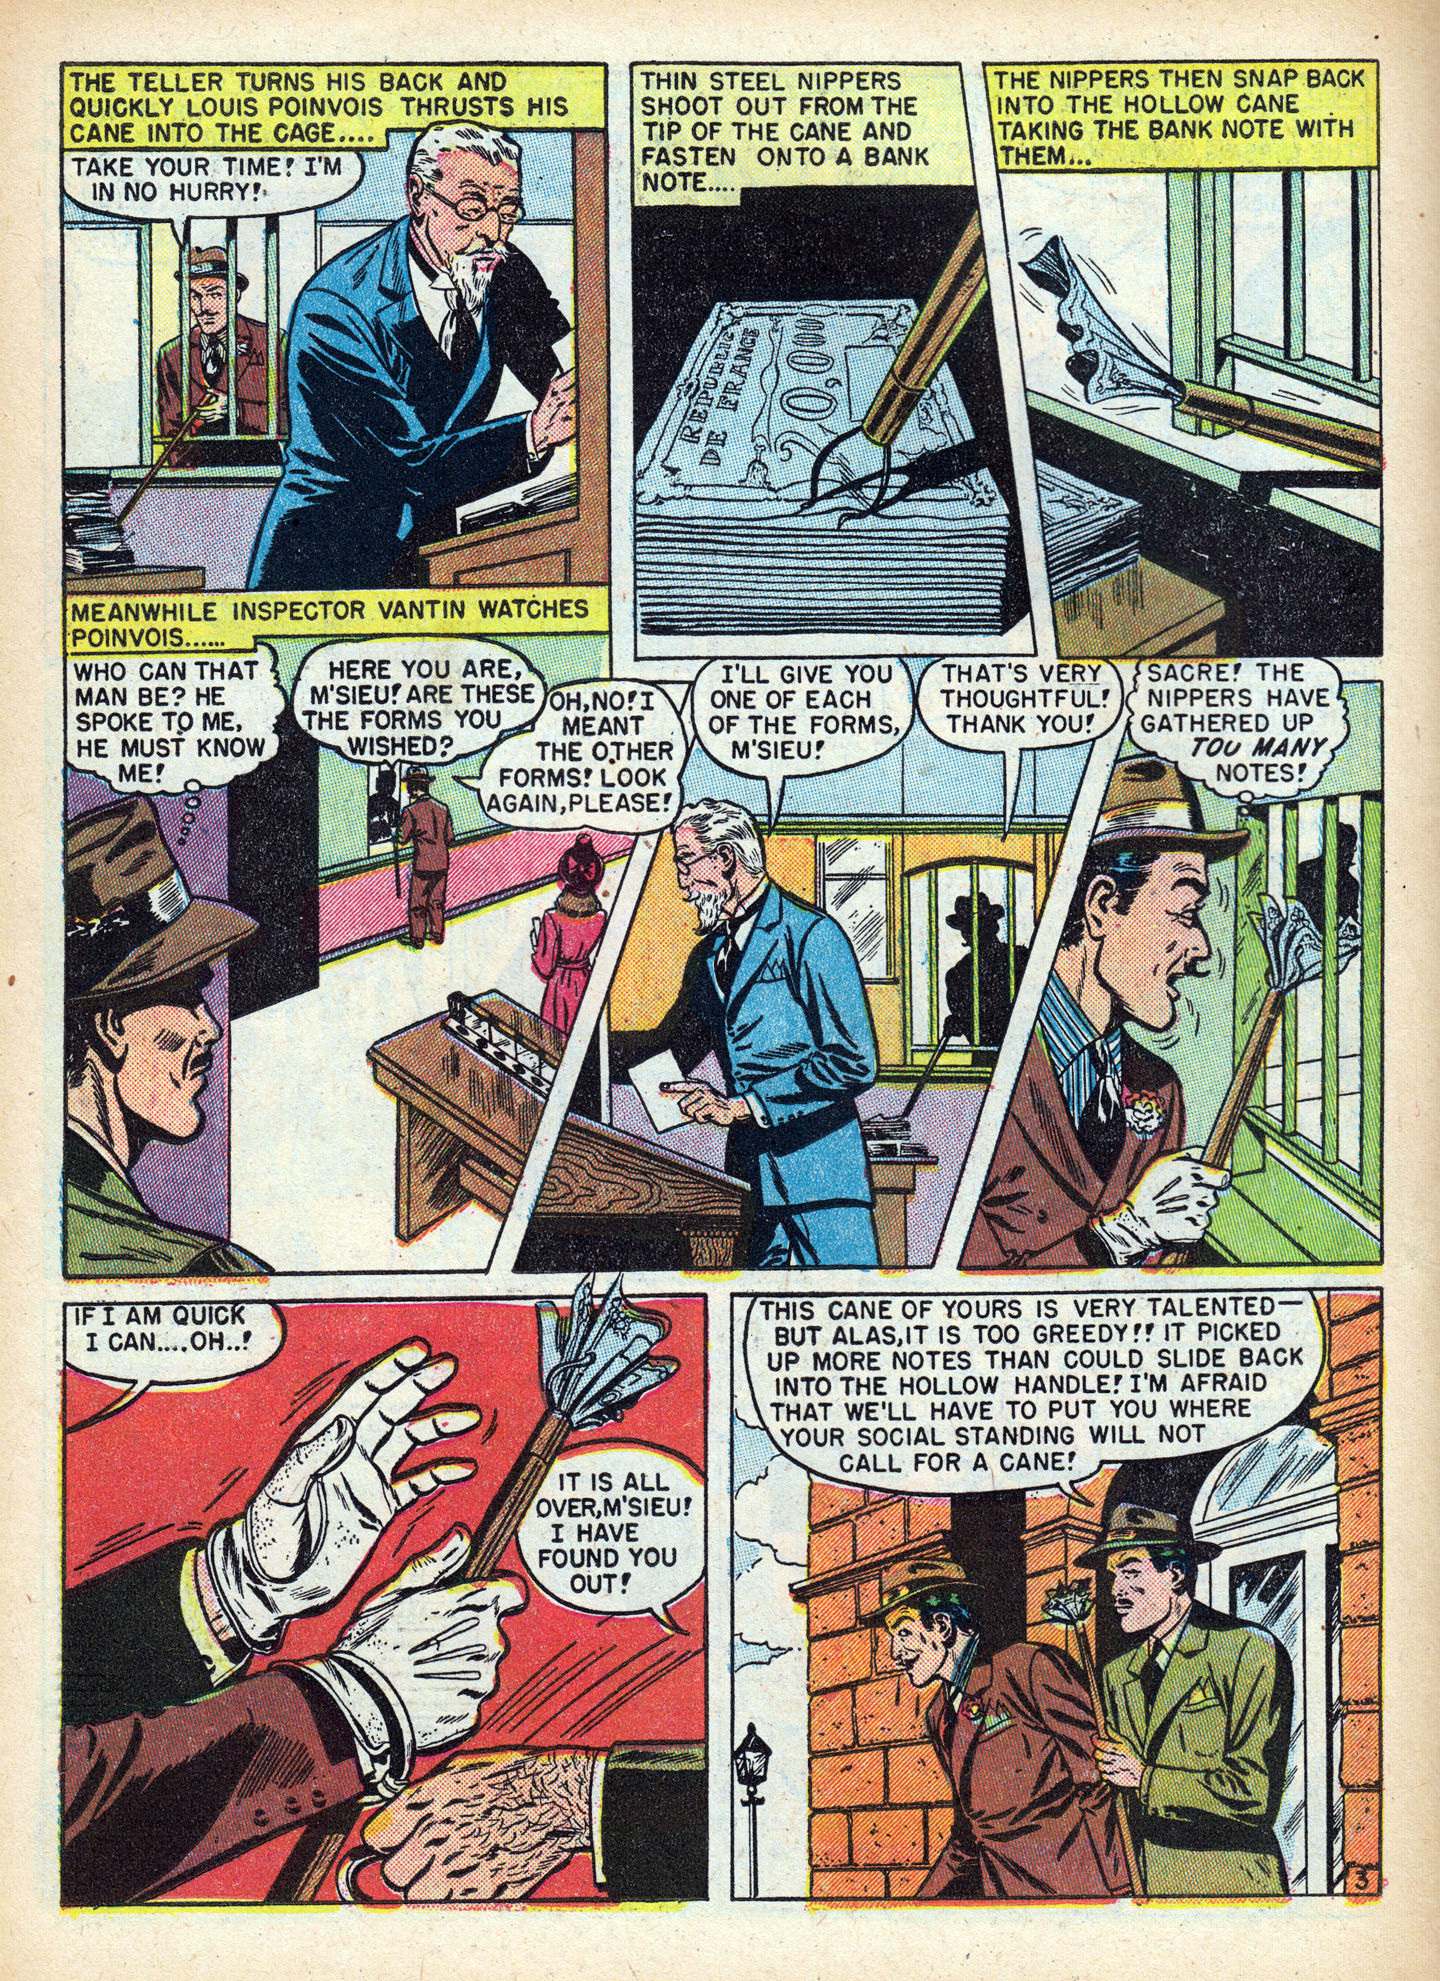 THE TELLER TURNS HIS BACK AND
QUICKLY LOUIS POINVOIS THRUSTS HIS
CANE INTO THE CAGE....
TAKE YOUR TIME! I'M
IN NO HURRY!
THIN STEEL NIPPERS
SHOOT OUT FROM THE
TIP OF THE CANE AND
FASTEN ONTO A BANK
NOTE....
REPUBLIC
DE FRANCE
20,000
THE NIPPERS THEN SNAP BACK
INTO THE HOLLOW CANE
TAKING THE BANK NOTE WITH
THEM...
MEANWHILE INSPECTOR VANTIN WATCHES
POINVOIS......
WHO CAN THAT
MAN BE? HE
SPOKE TO ME,
HE MUST KNOW
ME!
HERE YOU ARE,
M'SIEU! ARE THESE
THE FORMS YOU
WISHED?
OH, NO! I
MEANT
THE OTHER
FORMS! LOOK
AGAIN, PLEASE!
I'LL GIVE YOU
ONE OF EACH
OF THE FORMS,
M'SIEU!
THAT'S VERY
THOUGHTFUL!
THANK YOU!
SACRE! THE
NIPPERS HAVE
GATHERED UP
TOO MANY
NOTES!
IF I AM QUICK
I CAN....OH..!
IT IS ALL
OVER, M'SIEU!
I HAVE
FOUND YOU
OUT!
THIS CANE OF YOURS IS VERY TALENTED—
BUT ALAS, IT IS TOO GREEDY!! IT PICKED
UP MORE NOTES THAN COULD SLIDE BACK
INTO THE HOLLOW HANDLE! I'M AFRAID
THAT WE'LL HAVE TO PUT YOU WHERE
YOUR SOCIAL STANDING WILL NOT
CALL FOR A CANE!
3